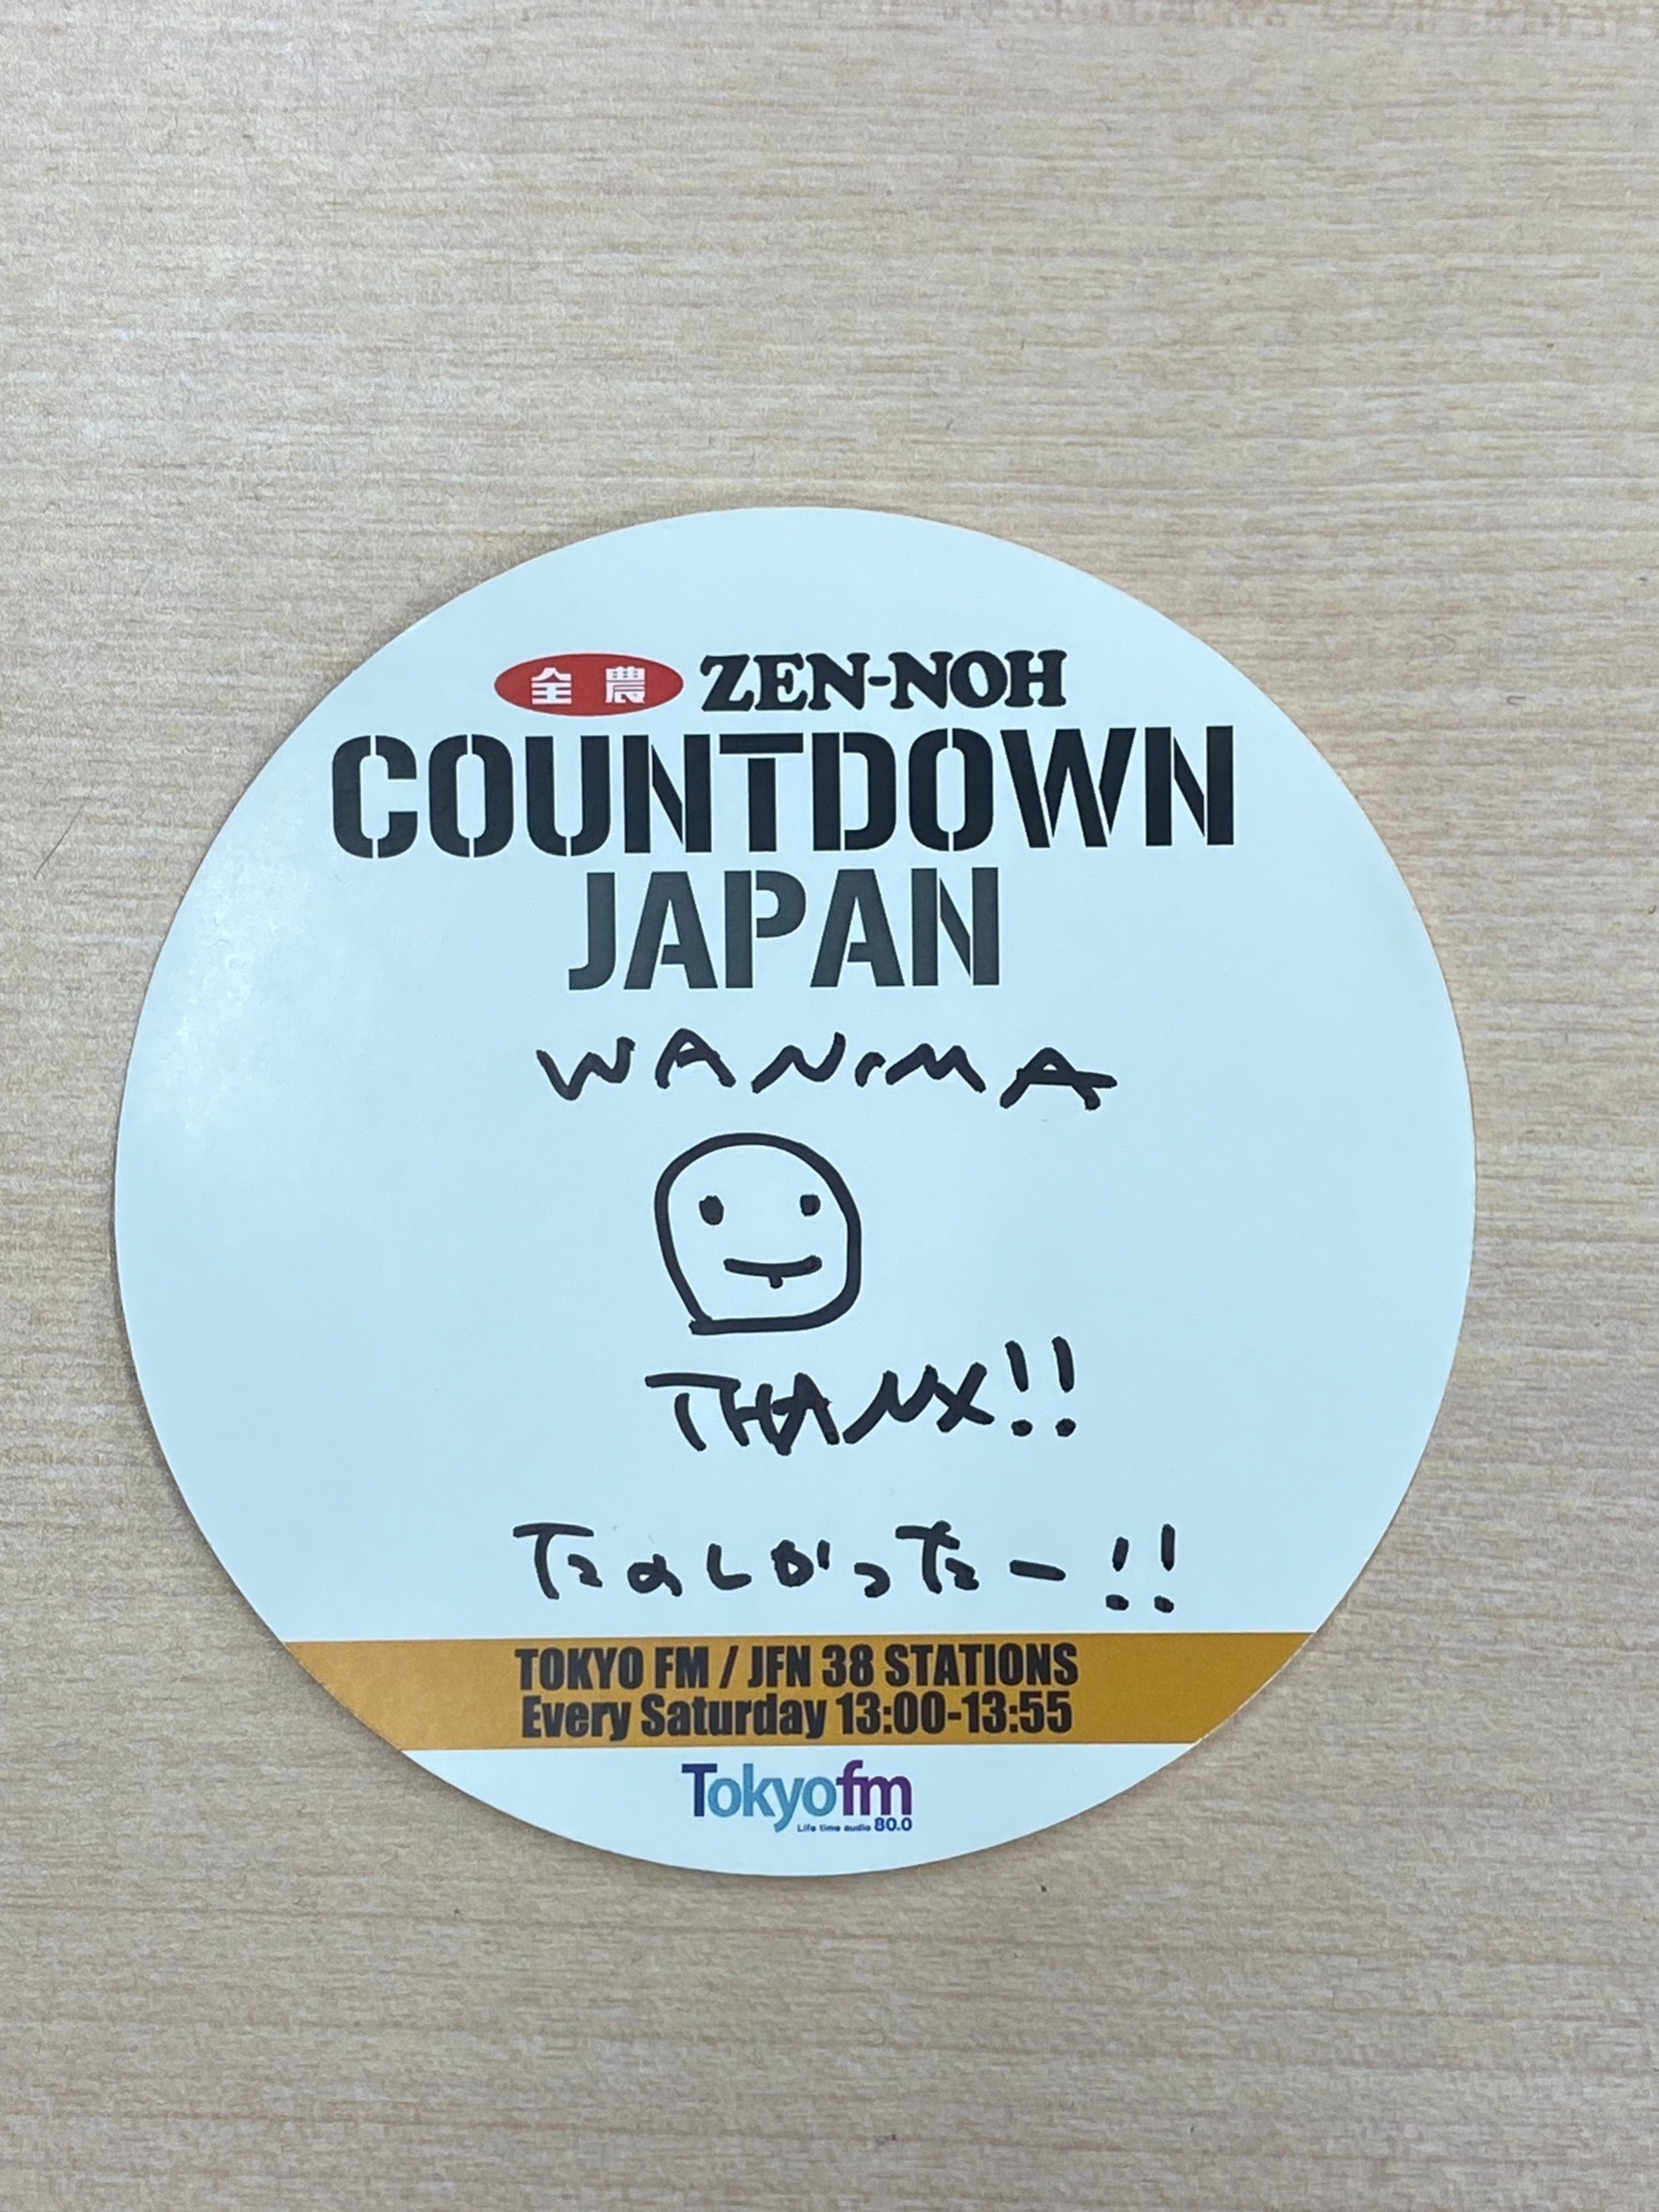 全農 ZEN-NOH
COUNTDOWN
JAPAN
WANIMA
THANX!!
たのしかったー!!
TOKYO FM / JFN 38 STATIONS
Every Saturday 13:00-13:55
Tokyofm
Life time audio 80.0